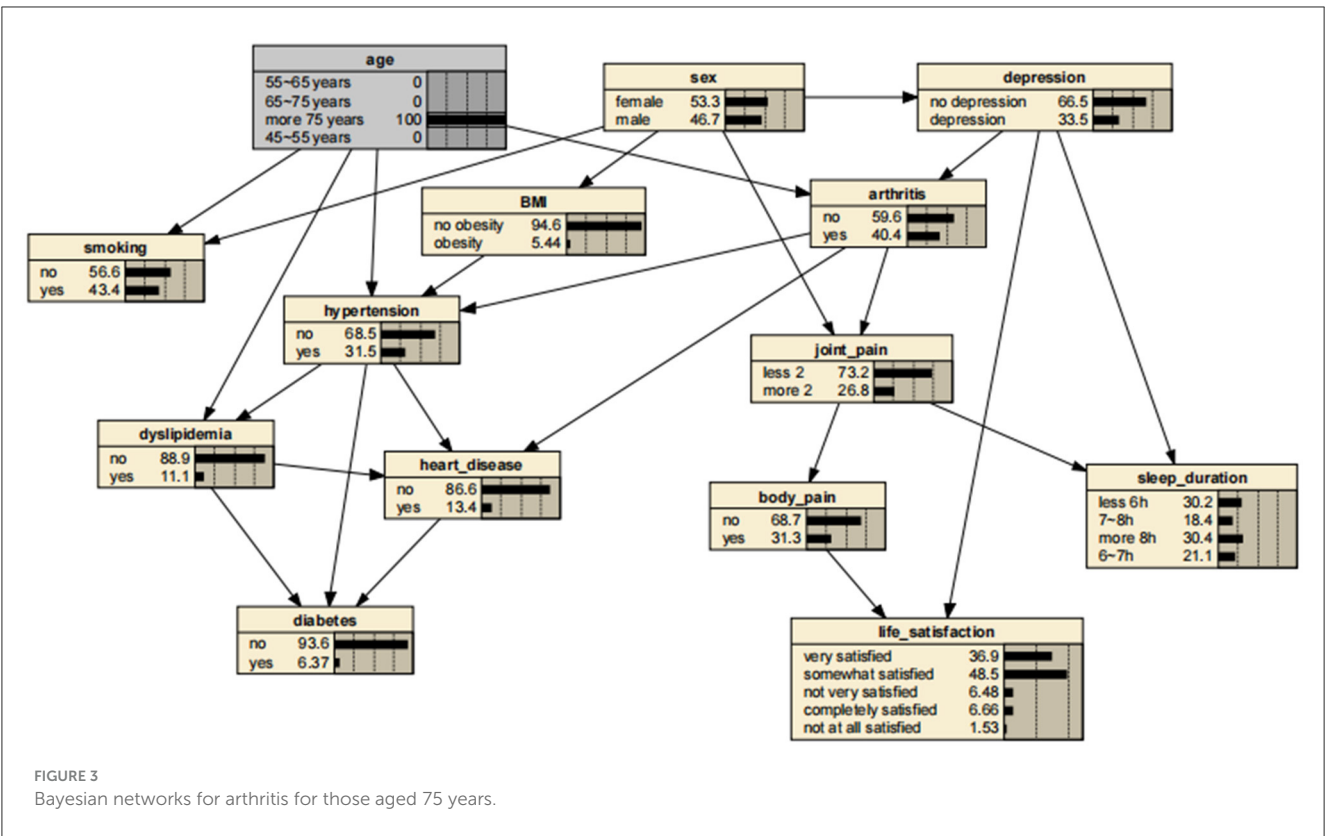 age
55~65 years 0
65~75 years 0
more 75 years 100
45~55 years 0
sex
female 53.3
male 46.7
depression
no depression 66.5
depression 33.5
BMI
no obesity 94.6
obesity 5.44
arthritis
no 59.6
yes 40.4
smoking
no 56.6
yes 43.4
hypertension
no 68.5
yes 31.5
joint_pain
less 2 73.2
more 2 26.8
dyslipidemia
no 88.9
yes 11.1
heart_disease
no 86.6
yes 13.4
body_pain
no 68.7
yes 31.3
sleep_duration
less 6h 30.2
7~8h 18.4
more 8h 30.4
6~7h 21.1
diabetes
no 93.6
yes 6.37
life_satisfaction
very satisfied 36.9
somewhat satisfied 48.5
not very satisfied 6.48
completely satisfied 6.66
not at all satisfied 1.53
FIGURE 3
Bayesian networks for arthritis for those aged 75 years.